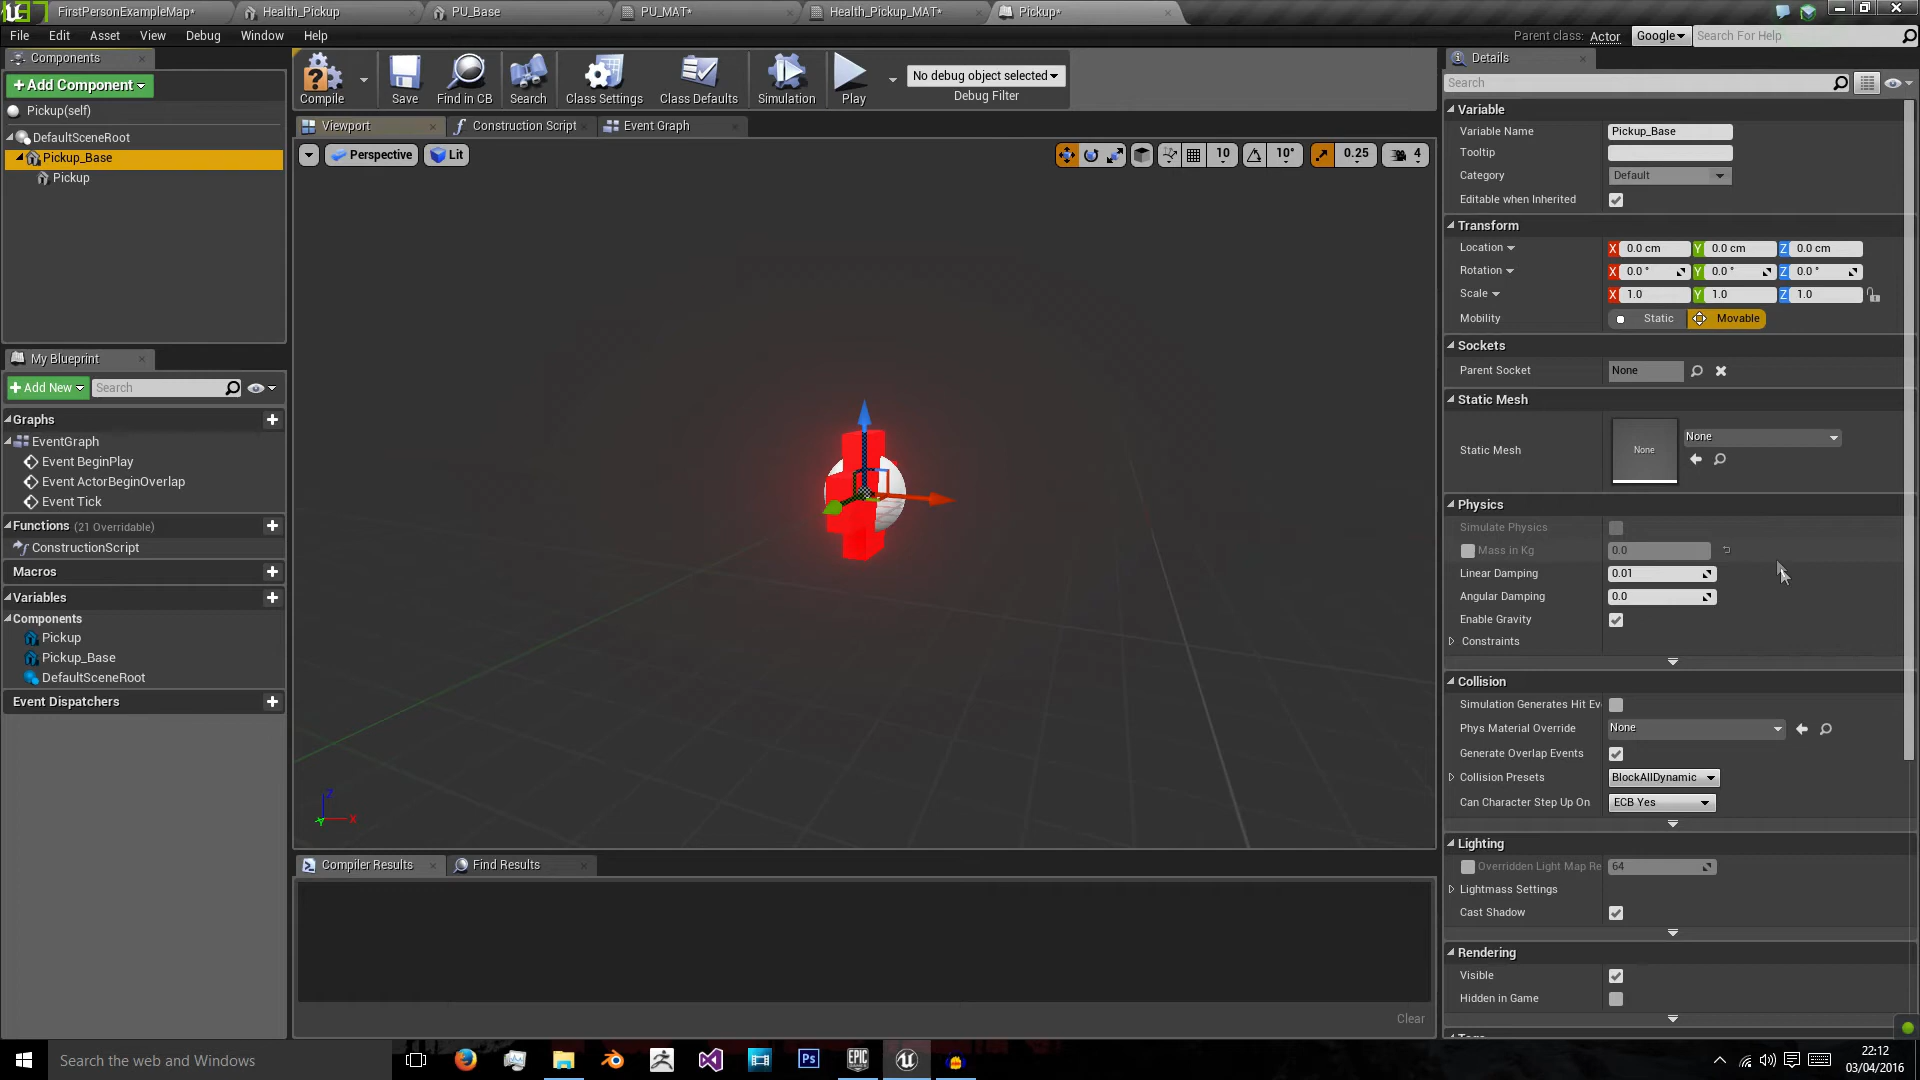 FirstPersonExampleMap*
Health_Pickup
PU_Base
PU_MAT*
Health_Pickup_MAT*
Pickup*
File Edit Asset View Debug Window Help
Parent class: Actor
Google
Search For Help
Components
+ Add Component
Pickup(self)
DefaultSceneRoot
Pickup_Base
Pickup
Compile
Save
Find in CB
Search
Class Settings
Class Defaults
Simulation
Play
No debug object selected
Debug Filter
Viewport
Construction Script
Event Graph
Perspective
Lit
10
10°
0.25
4
My Blueprint
+ Add New
Search
Graphs
EventGraph
Event BeginPlay
Event ActorBeginOverlap
Event Tick
Functions (21 Overridable)
ConstructionScript
Macros
Variables
Components
Pickup
Pickup_Base
DefaultSceneRoot
Event Dispatchers
Z
X
Y
Compiler Results
Find Results
Clear
Details
Search
Variable
Variable Name Pickup_Base
Tooltip
Category Default
Editable when Inherited
Transform
Location X 0.0 cm Y 0.0 cm Z 0.0 cm
Rotation X 0.0 ° Y 0.0 ° Z 0.0 °
Scale X 1.0 Y 1.0 Z 1.0
Mobility Static Movable
Sockets
Parent Socket None
Static Mesh
Static Mesh None None
Physics
Simulate Physics
Mass in Kg 0.0
Linear Damping 0.01
Angular Damping 0.0
Enable Gravity
Constraints
Collision
Simulation Generates Hit Ev
Phys Material Override None
Generate Overlap Events
Collision Presets BlockAllDynamic
Can Character Step Up On ECB Yes
Lighting
Overridden Light Map Re 64
Lightmass Settings
Cast Shadow
Rendering
Visible
Hidden in Game
Search the web and Windows
Ps
EPIC
22:12
03/04/2016